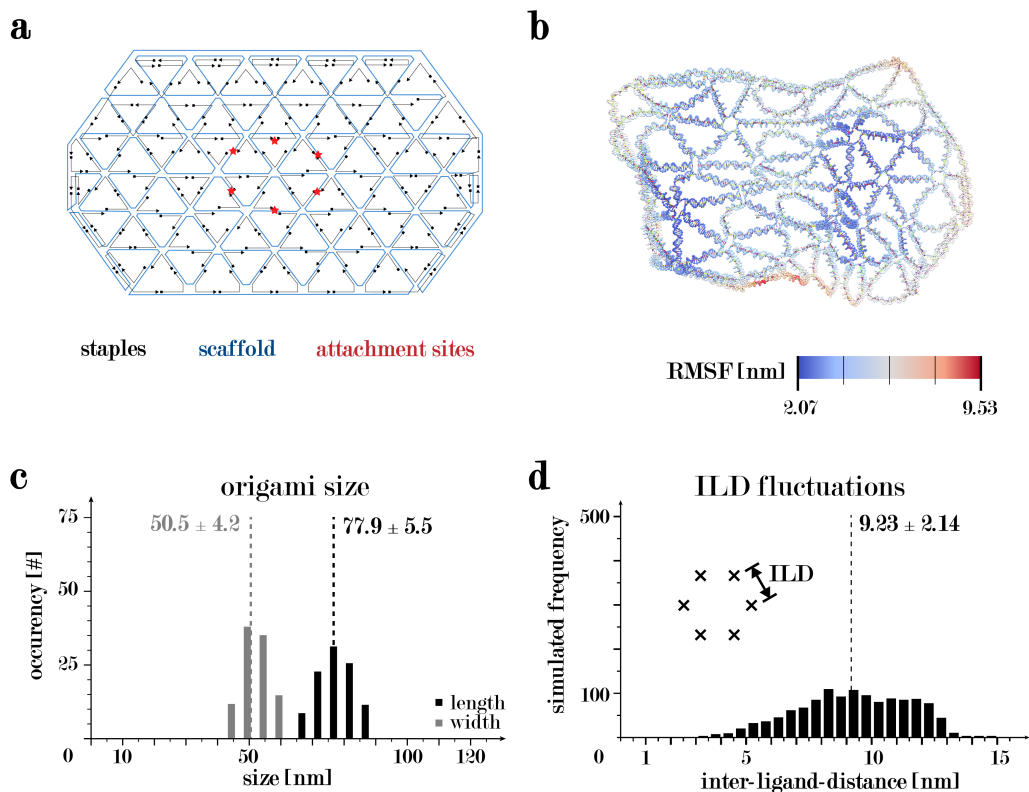 a
staples
scaffold
attachment sites
b
RMSF [nm]
2.07
9.53
c
origami size
50.5 ± 4.2
77.9 ± 5.5
occurency [#]
75
50
25
0
10
50
100
120
length
width
size [nm]
d
ILD fluctuations
9.23 ± 2.14
ILD
simulated frequency
500
100
0
1
5
10
15
inter-ligand-distance [nm]